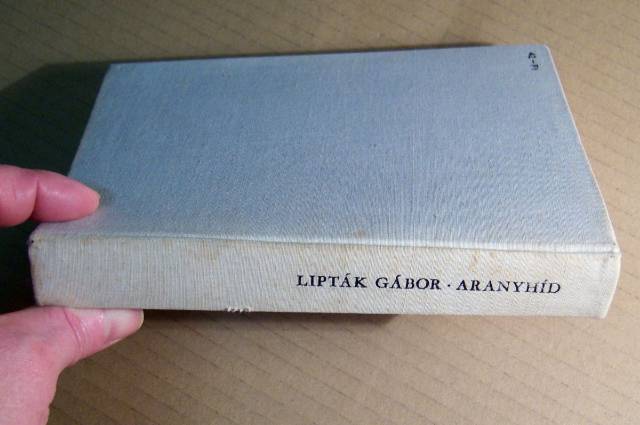 LIPTÁK GÁBOR · ARANYHÍD